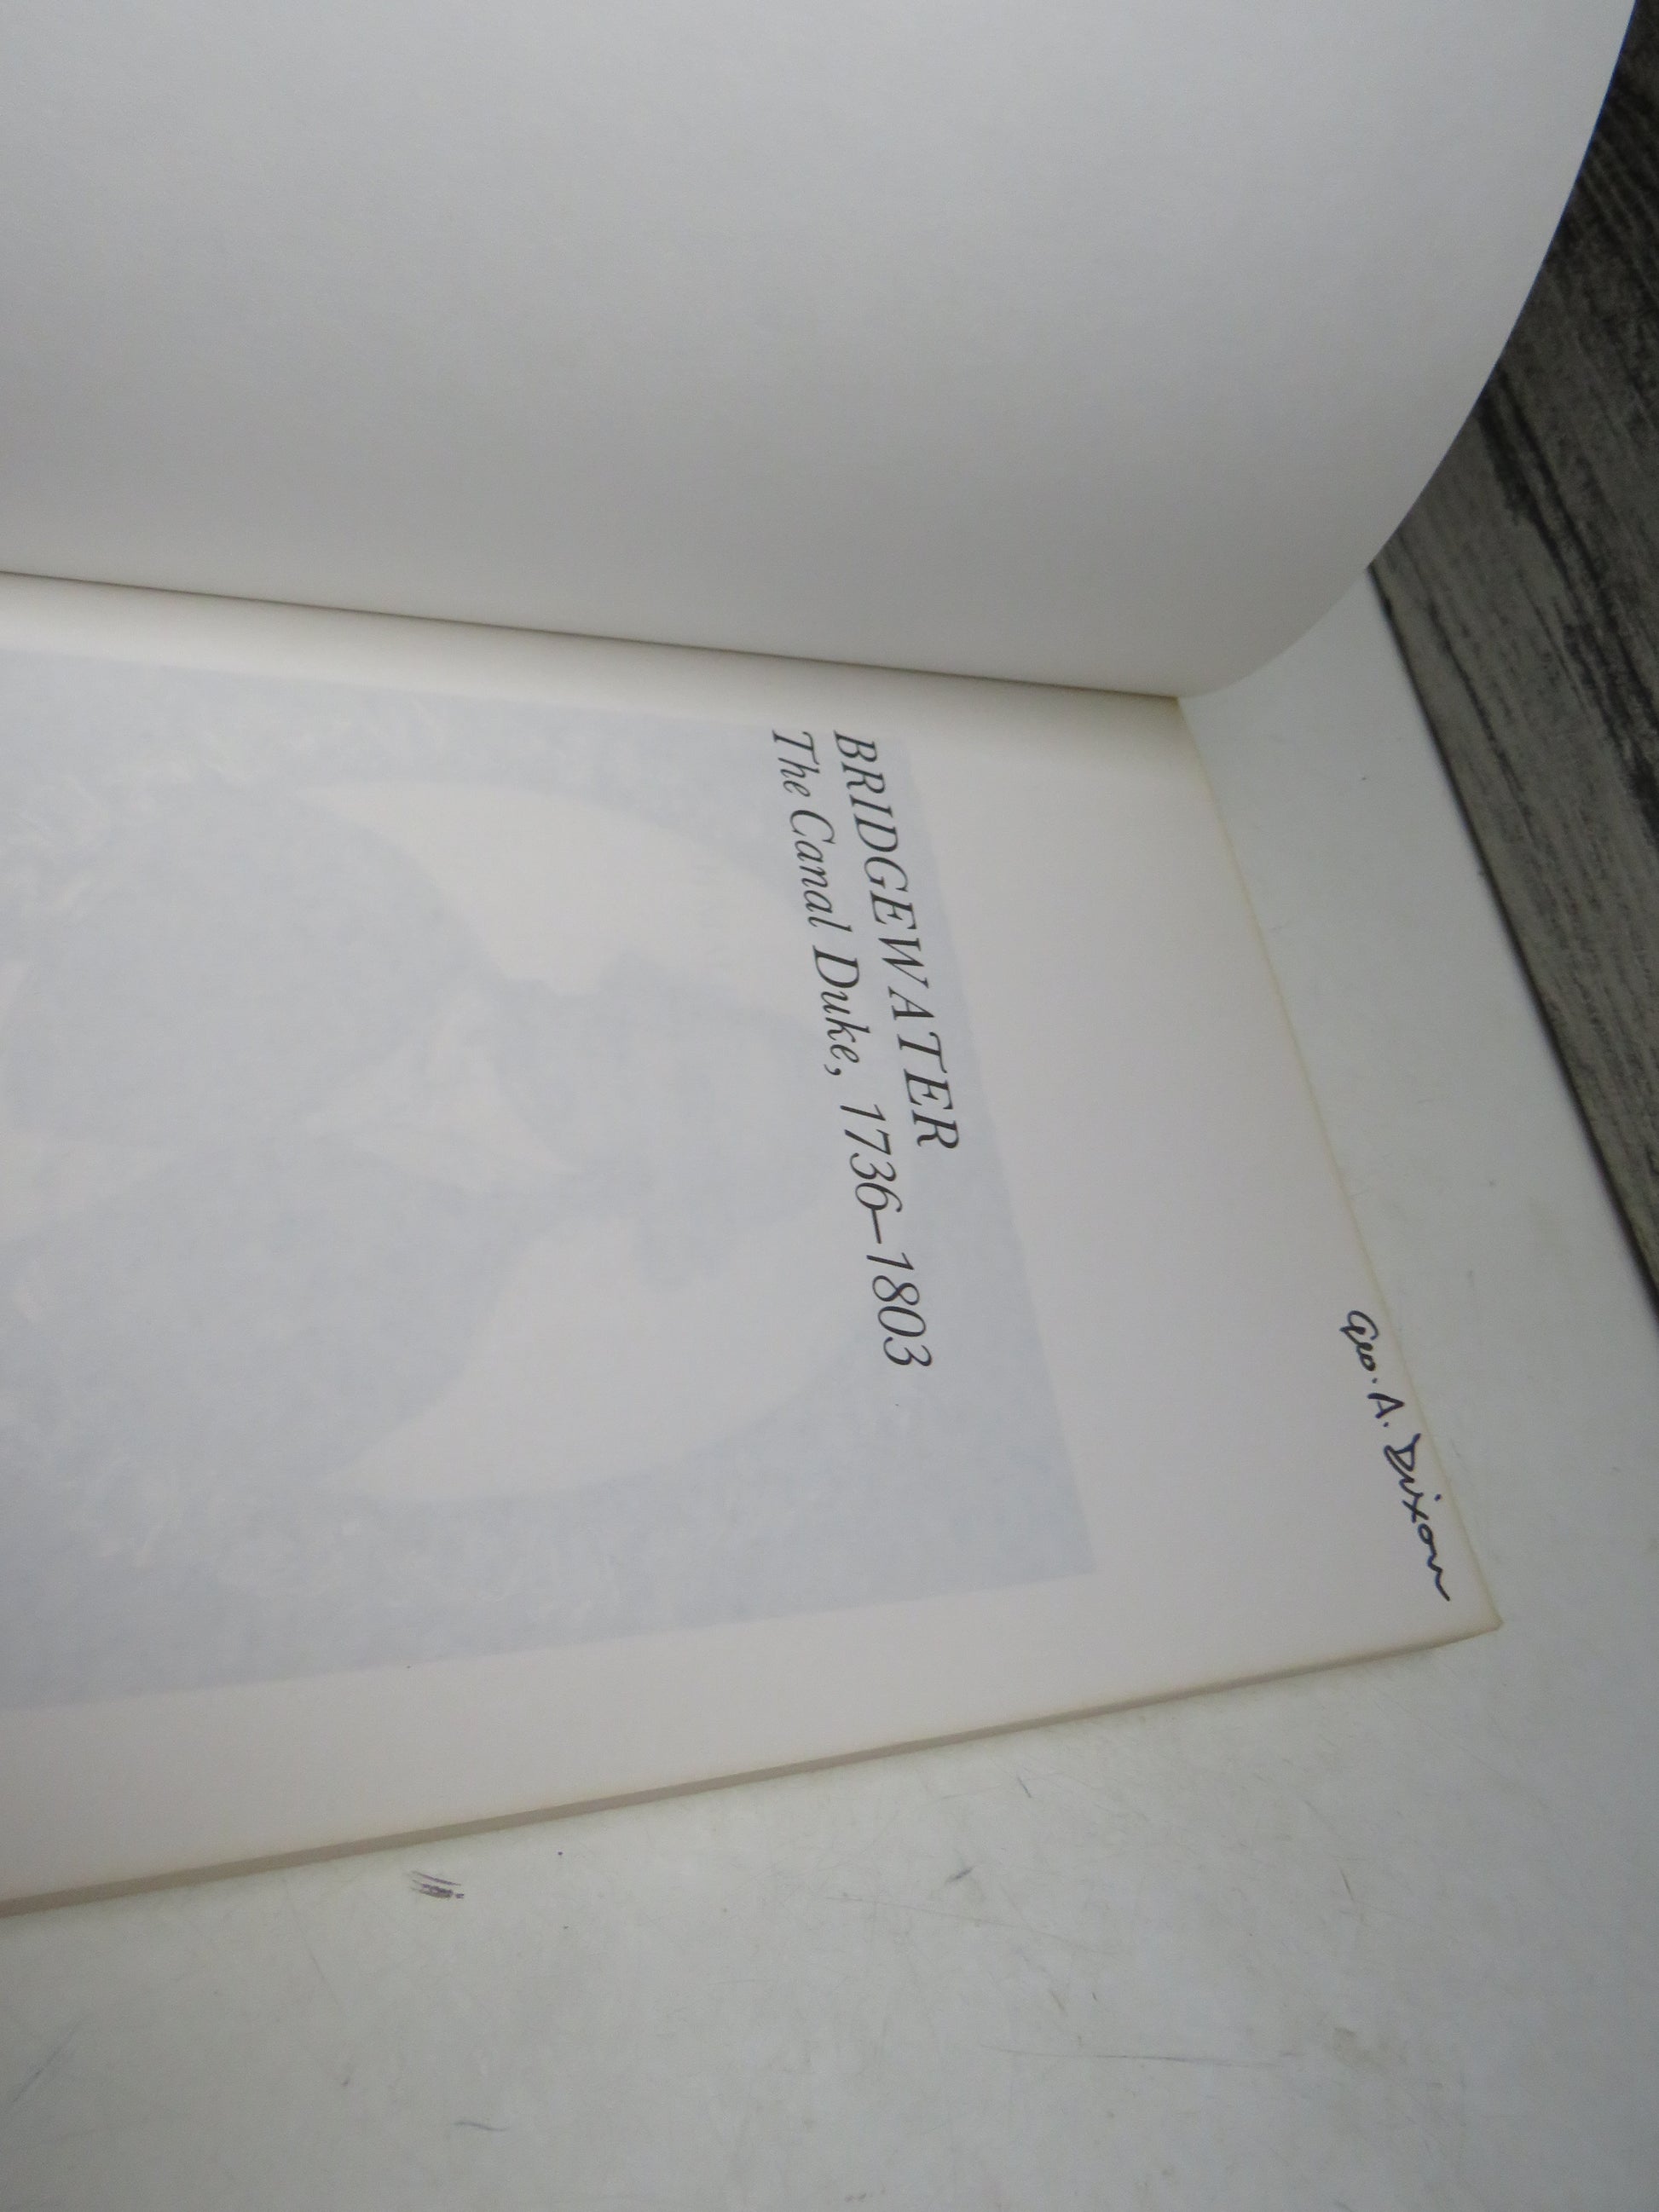 Geo. A. Dixon
BRIDGEWATER
The Canal Duke, 1736–1803